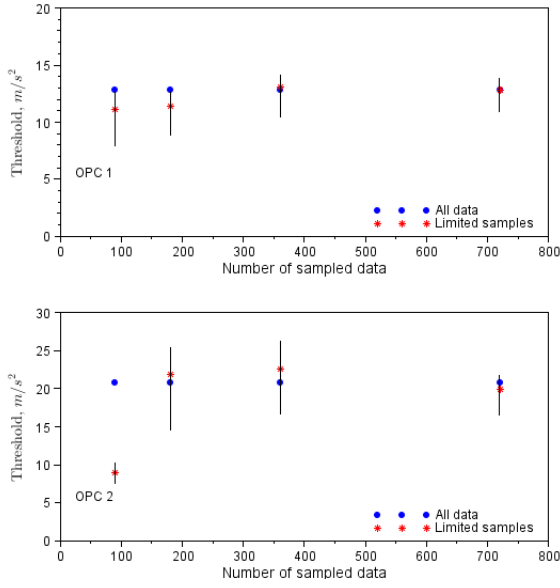 20
15
10
5
0
Threshold, m/s²
OPC 1
All data
Limited samples
0 100 200 300 400 500 600 700 800
Number of sampled data
30
25
20
15
10
5
0
Threshold, m/s²
OPC 2
All data
Limited samples
0 100 200 300 400 500 600 700 800
Number of sampled data